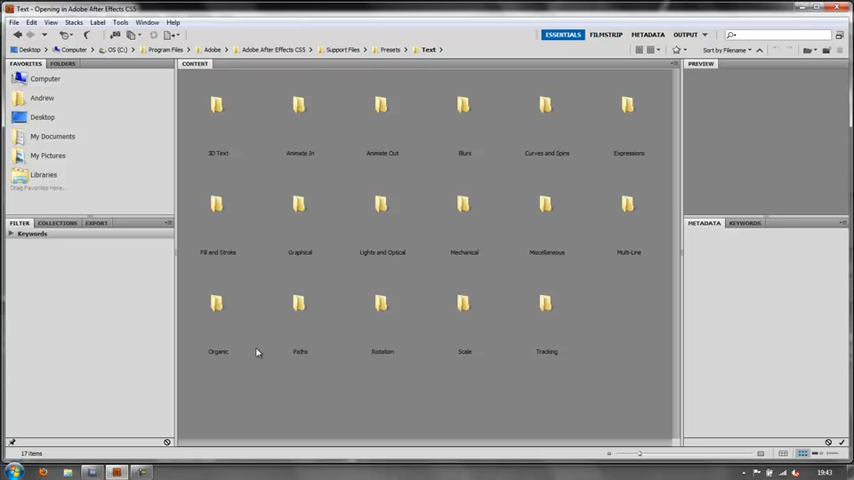 Text - Opening in Adobe After Effects CS5
File Edit View Stacks Label Tools Window Help
ESSENTIALS FILMSTRIP METADATA OUTPUT
Desktop Computer OS (C:) Program Files Adobe Adobe After Effects CS5 Support Files Presets Text
Sort by Filename
FAVORITES FOLDERS
CONTENT
PREVIEW
Computer
Andrew
Desktop
My Documents
My Pictures
Libraries
Drag Favorites Here...
3D Text Animate In Animate Out Blurs Curves and Spins Expressions
FILTER COLLECTIONS EXPORT
METADATA KEYWORDS
Keywords
Fill and Stroke Graphical Lights and Optical Mechanical Miscellaneous Multi-Line
Organic Paths Rotation Scale Tracking
17 items
19:43